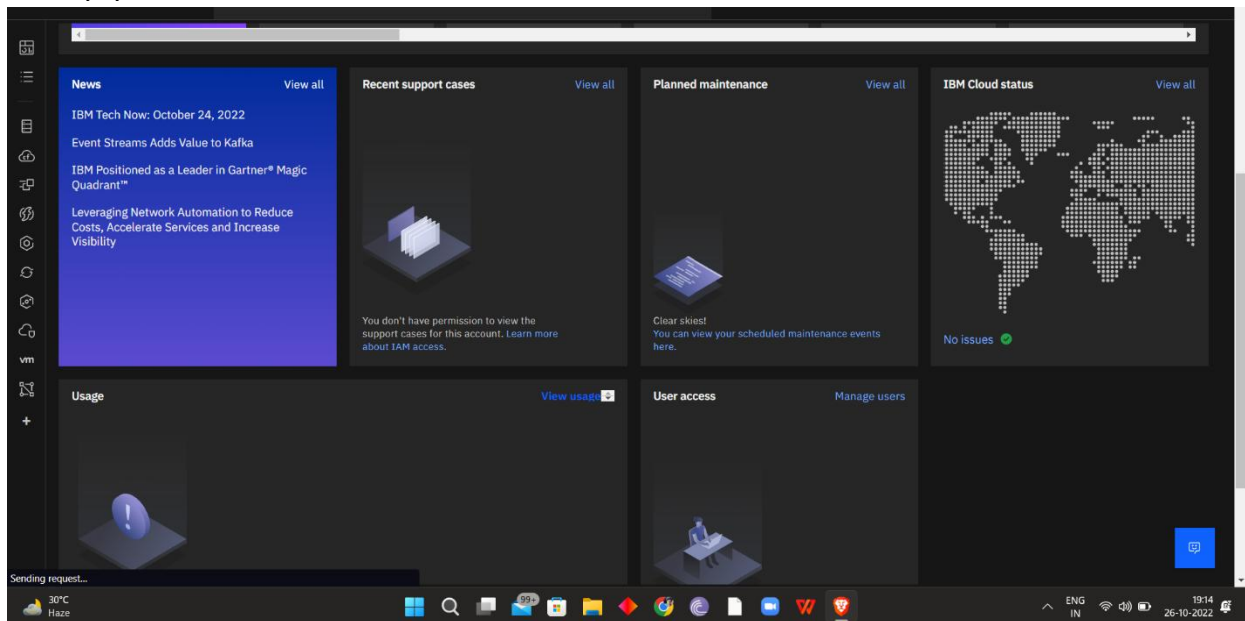 News View all
IBM Tech Now: October 24, 2022
Event Streams Adds Value to Kafka
IBM Positioned as a Leader in Gartner® Magic
Quadrant™
Leveraging Network Automation to Reduce
Costs, Accelerate Services and Increase
Visibility
Recent support cases View all
You don't have permission to view the
support cases for this account. Learn more
about IAM access.
Planned maintenance View all
Clear skies!
You can view your scheduled maintenance events
here.
IBM Cloud status View all
No issues
Usage View usage
User access Manage users
vm
Sending request...
30°C
Haze
99+
ENG
IN
19:14
26-10-2022